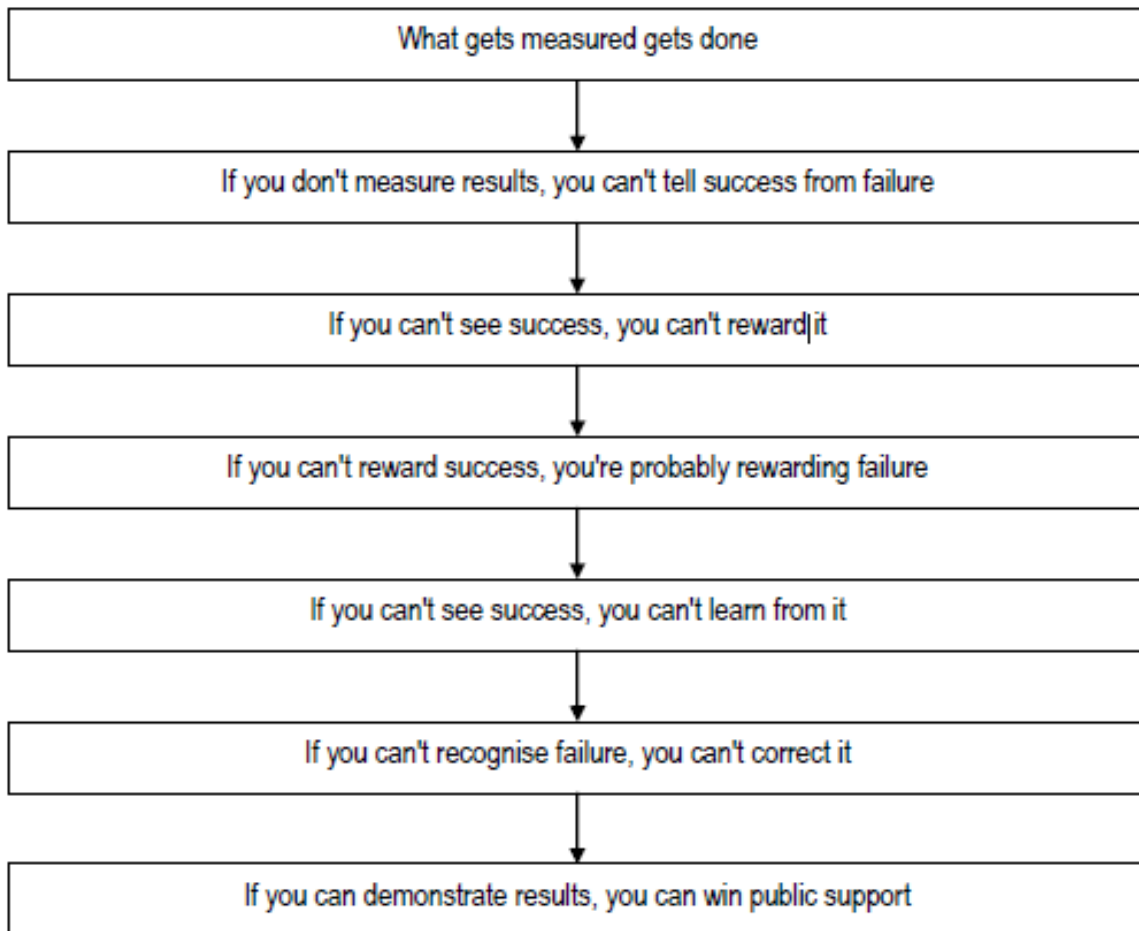 What gets measured gets done
If you don't measure results, you can't tell success from failure
If you can't see success, you can't reward it
If you can't reward success, you're probably rewarding failure
If you can't see success, you can't learn from it
If you can't recognise failure, you can't correct it
If you can demonstrate results, you can win public support